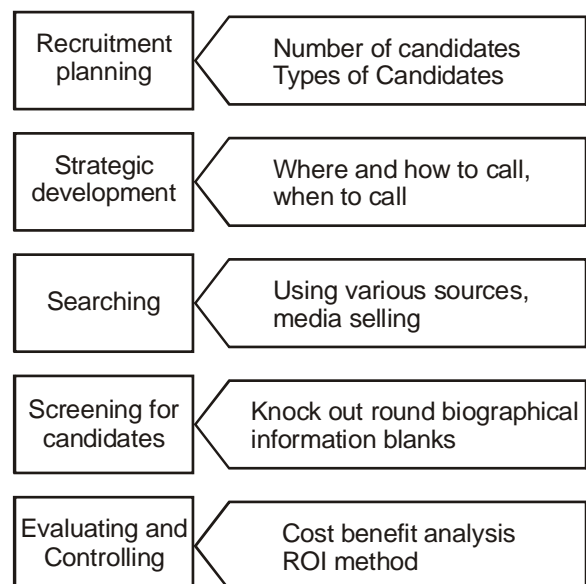 Recruitment
planning
Number of candidates
Types of Candidates
Strategic
development
Where and how to call,
when to call
Searching
Using various sources,
media selling
Screening for
candidates
Knock out round biographical
information blanks
Evaluating and
Controlling
Cost benefit analysis
ROI method